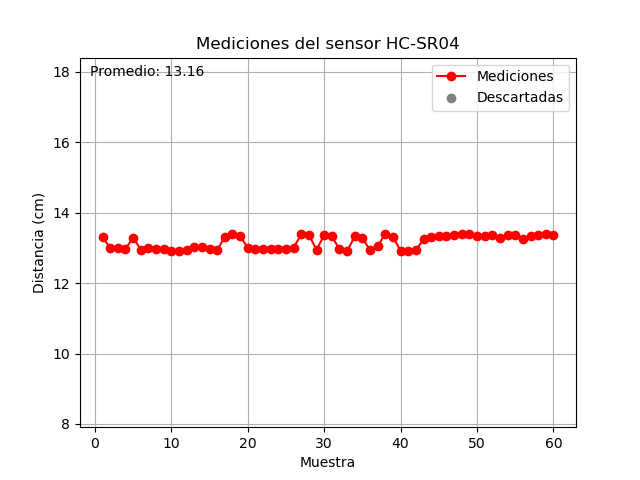 Mediciones del sensor HC-SR04
Promedio: 13.16
Mediciones
Descartadas
Distancia (cm)
18
16
14
12
10
8
0 10 20 30 40 50 60
Muestra